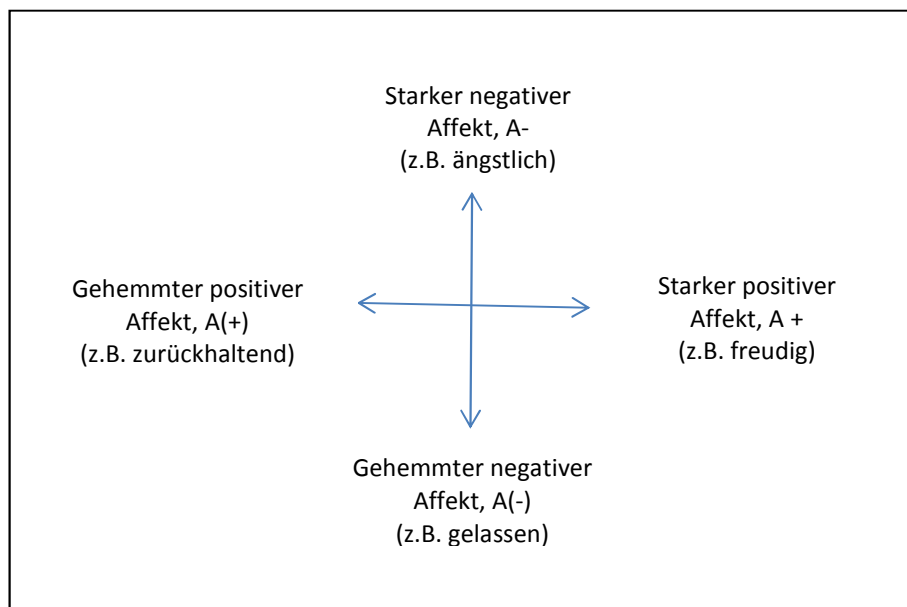 Starker negativer
Affekt, A-
(z.B. ängstlich)
Gehemmter positiver
Affekt, A(+)
(z.B. zurückhaltend)
Starker positiver
Affekt, A +
(z.B. freudig)
Gehemmter negativer
Affekt, A(-)
(z.B. gelassen)